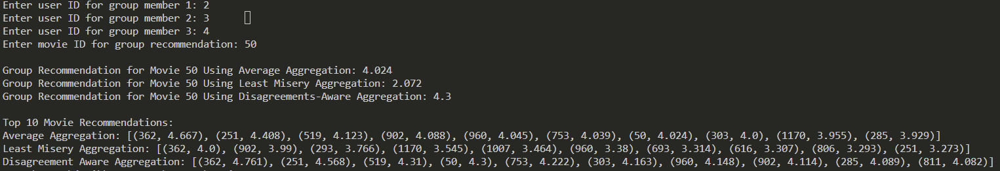 Enter user ID for group member 1: 2
Enter user ID for group member 2: 3
Enter user ID for group member 3: 4
Enter movie ID for group recommendation: 50
Group Recommendation for Movie 50 Using Average Aggregation: 4.024
Group Recommendation for Movie 50 Using Least Misery Aggregation: 2.072
Group Recommendation for Movie 50 Using Disagreements-Aware Aggregation: 4.3
Top 10 Movie Recommendations:
Average Aggregation: [(362, 4.667), (251, 4.408), (519, 4.123), (902, 4.088), (960, 4.045), (753, 4.039), (50, 4.024), (303, 4.0), (1170, 3.955), (285, 3.929)]
Least Misery Aggregation: [(362, 4.0), (902, 3.99), (293, 3.766), (1170, 3.545), (1007, 3.464), (960, 3.38), (693, 3.314), (616, 3.307), (806, 3.293), (251, 3.273)]
Disagreement Aware Aggregation: [(362, 4.761), (251, 4.568), (519, 4.31), (50, 4.3), (753, 4.222), (303, 4.163), (960, 4.148), (902, 4.114), (285, 4.089), (811, 4.082)]